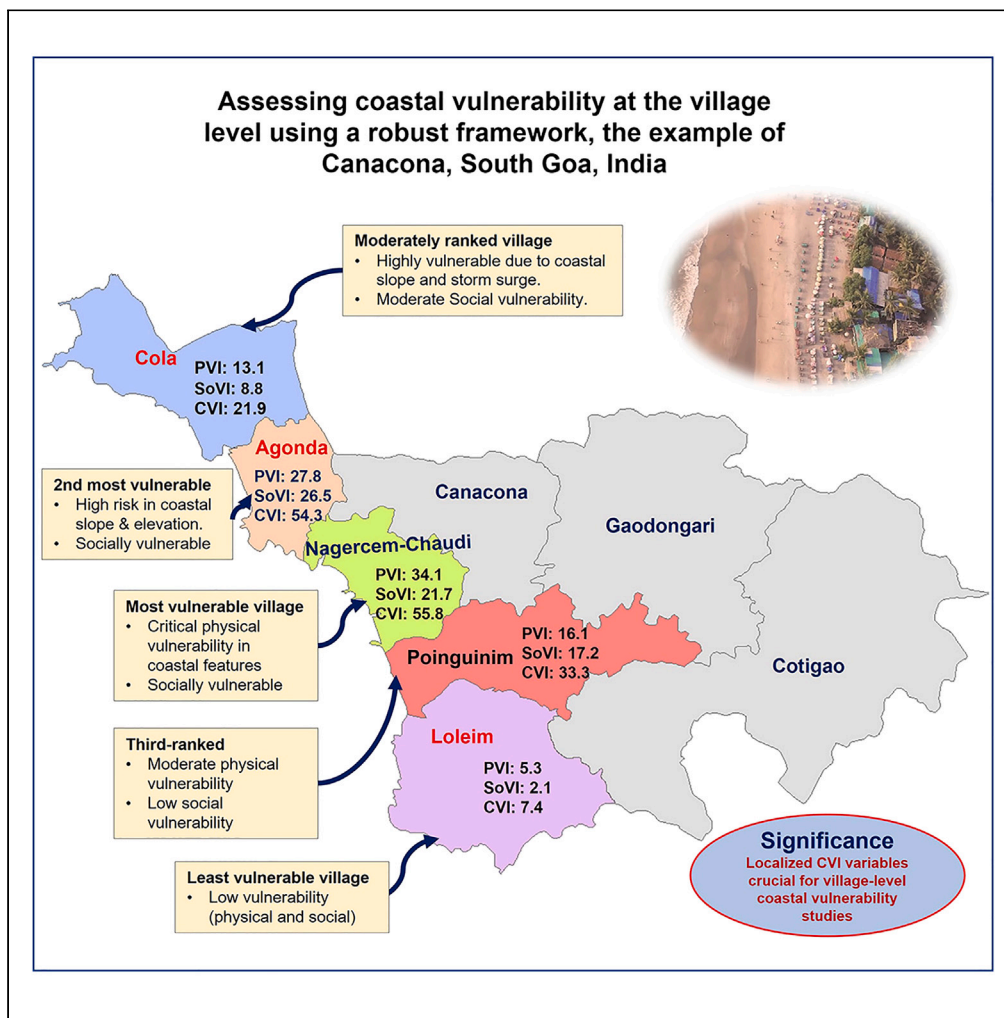 Assessing coastal vulnerability at the village
level using a robust framework, the example of
Canacona, South Goa, India
Moderately ranked village
• Highly vulnerable due to coastal
slope and storm surge.
• Moderate Social vulnerability.
Cola
PVI: 13.1
SoVI: 8.8
CVI: 21.9
Agonda
PVI: 27.8
SoVI: 26.5
CVI: 54.3
2nd most vulnerable
• High risk in coastal
slope & elevation.
• Socially vulnerable
Canacona
Gaodongari
Nagercem-Chaudi
PVI: 34.1
SoVI: 21.7
CVI: 55.8
Most vulnerable village
• Critical physical
vulnerability in
coastal features
• Socially vulnerable
Poinguinim
PVI: 16.1
SoVI: 17.2
CVI: 33.3
Cotigao
Third-ranked
• Moderate physical
vulnerability
• Low social
vulnerability
Loleim
PVI: 5.3
SoVI: 2.1
CVI: 7.4
Least vulnerable village
• Low vulnerability
(physical and social)
Significance
Localized CVI variables
crucial for village-level
coastal vulnerability
studies